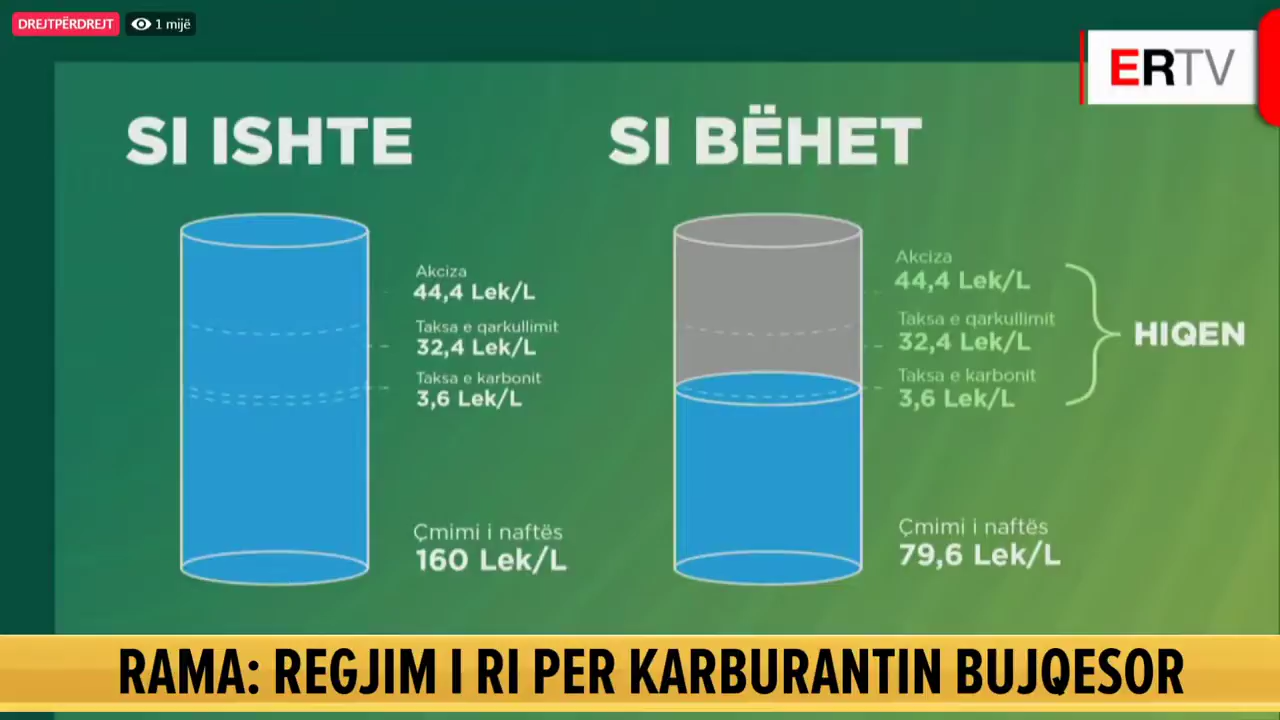 DREJTPËRDREJT
1 mijë
ERTV
SI ISHTE
Akciza
44,4 Lek/L
Taksa e qarkullimit
32,4 Lek/L
Taksa e karbonit
3,6 Lek/L
Çmimi i naftës
160 Lek/L
SI BËHET
Akciza
44,4 Lek/L
Taksa e qarkullimit
32,4 Lek/L
Taksa e karbonit
3,6 Lek/L
HIQEN
Çmimi i naftës
79,6 Lek/L
RAMA: REGJIM I RI PER KARBURANTIN BUJQESOR